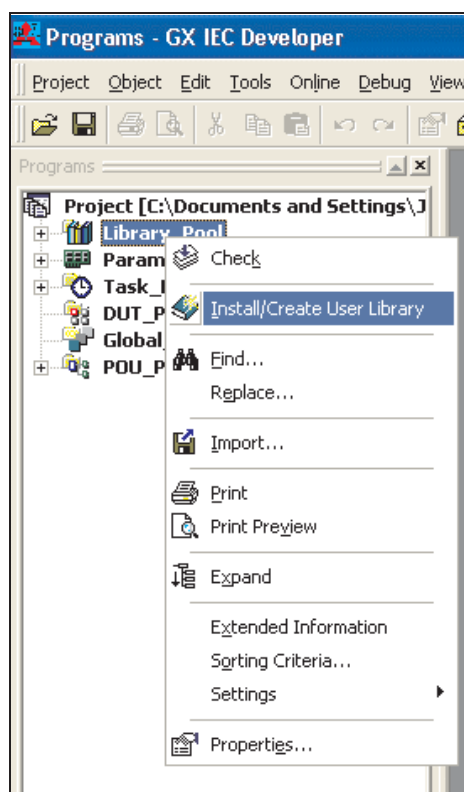 Programs - GX IEC Developer
Project Object Edit Tools Online Debug View
Programs
Project [C:\Documents and Settings\J
Library_Pool
Param
Check
Task_
DUT_P
Install/Create User Library
Global_
POU_P
Find...
Replace...
Import...
Print
Print Preview
Expand
Extended Information
Sorting Criteria...
Settings
Properties...